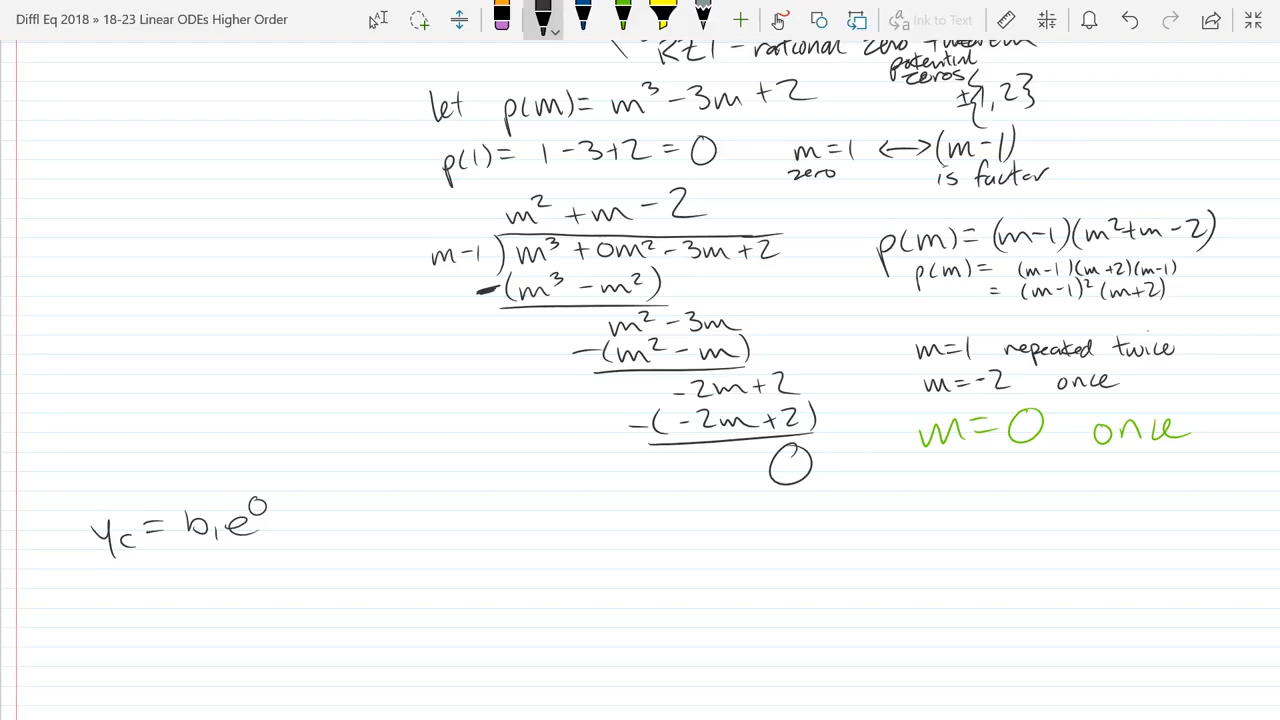 Diffl Eq 2018 » 18-23 Linear ODEs Higher Order
Ink to Text
RZT - rational zero theorem
potential
zeros
±{1, 2}
let p(m) = m³ - 3m + 2
p(1) = 1 - 3 + 2 = 0
m = 1 ⟷ (m-1)
zero is factor
m² + m - 2
m-1 ) m³ + 0m² - 3m + 2
-(m³ - m²)
m² - 3m
-(m² - m)
-2m + 2
-(-2m + 2)
0
p(m) = (m-1)(m²+m-2)
p(m) = (m-1)(m+2)(m-1)
= (m-1)²(m+2)
m=1 repeated twice
m=-2 once
m=0 once
y_c = b₁e⁰